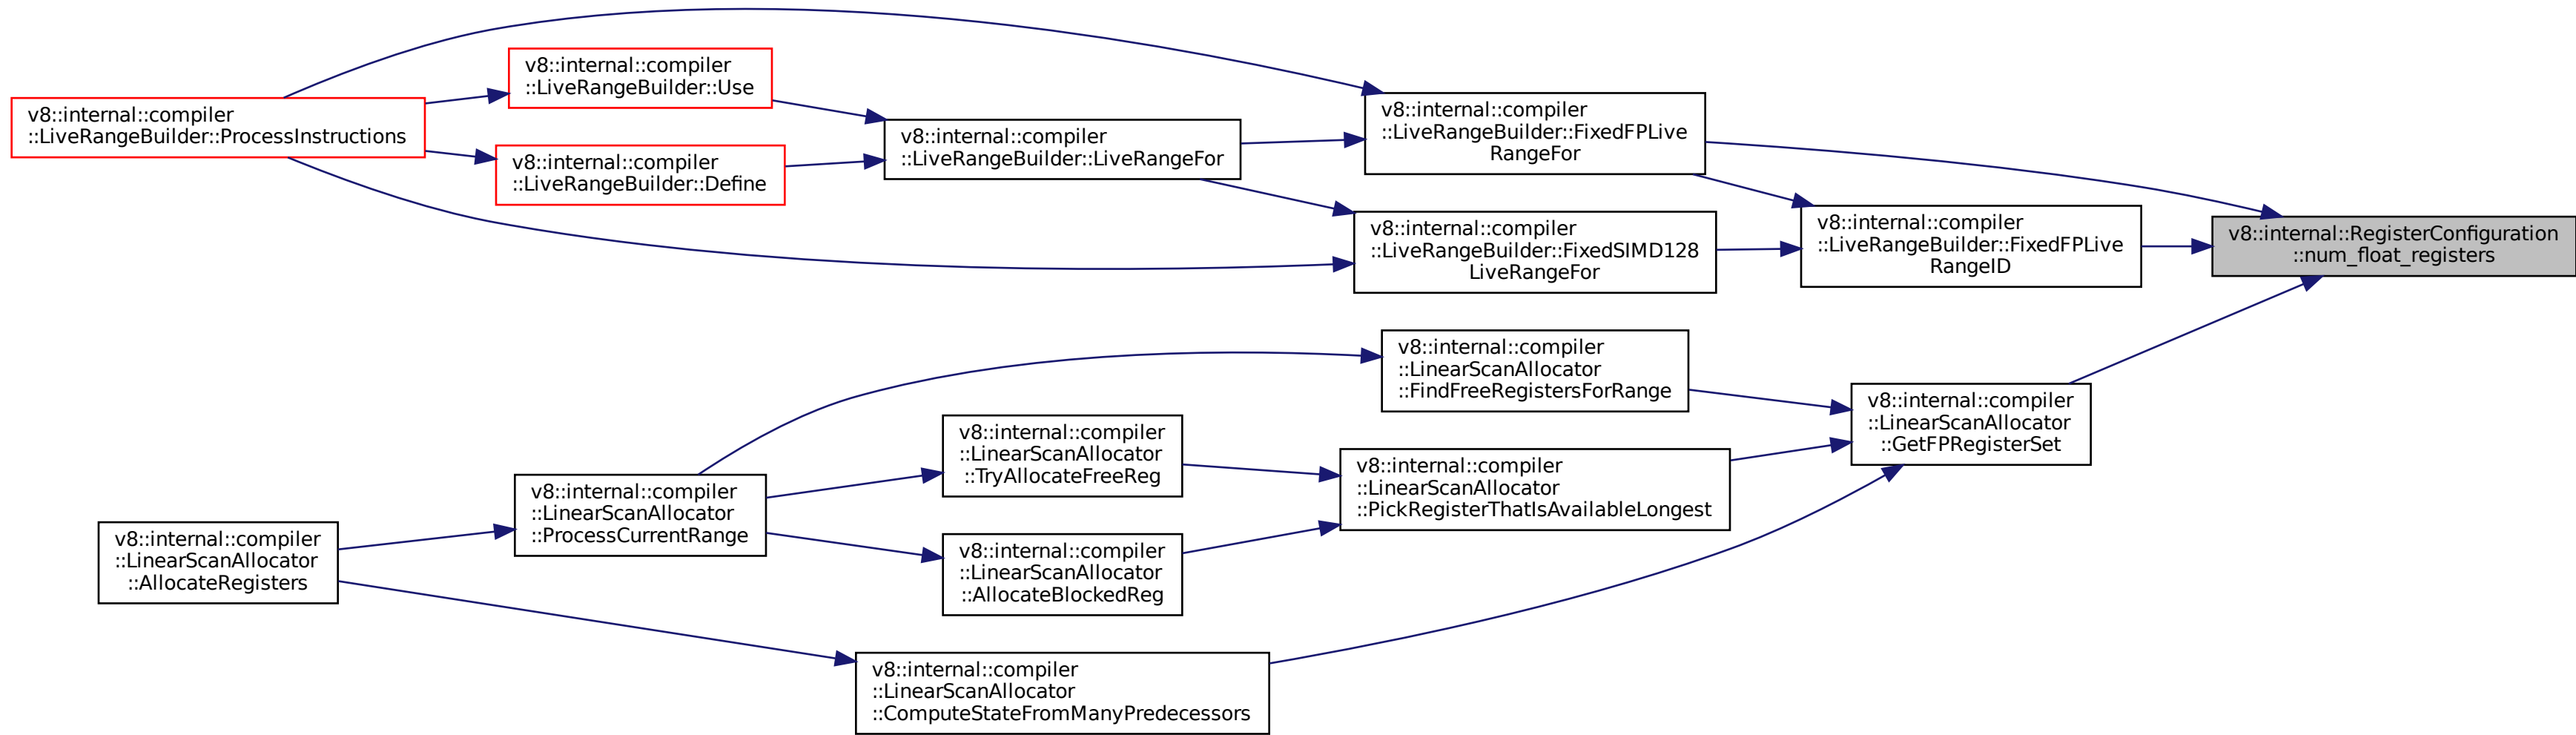 v8::internal::compiler
::LiveRangeBuilder::ProcessInstructions
v8::internal::compiler
::LiveRangeBuilder::Use
v8::internal::compiler
::LiveRangeBuilder::Define
v8::internal::compiler
::LiveRangeBuilder::LiveRangeFor
v8::internal::compiler
::LiveRangeBuilder::FixedFPLive
RangeFor
v8::internal::compiler
::LiveRangeBuilder::FixedSIMD128
LiveRangeFor
v8::internal::compiler
::LiveRangeBuilder::FixedFPLive
RangeID
v8::internal::RegisterConfiguration
::num_float_registers
v8::internal::compiler
::LinearScanAllocator
::FindFreeRegistersForRange
v8::internal::compiler
::LinearScanAllocator
::GetFPRegisterSet
v8::internal::compiler
::LinearScanAllocator
::TryAllocateFreeReg
v8::internal::compiler
::LinearScanAllocator
::PickRegisterThatIsAvailableLongest
v8::internal::compiler
::LinearScanAllocator
::ProcessCurrentRange
v8::internal::compiler
::LinearScanAllocator
::AllocateRegisters
v8::internal::compiler
::LinearScanAllocator
::AllocateBlockedReg
v8::internal::compiler
::LinearScanAllocator
::ComputeStateFromManyPredecessors